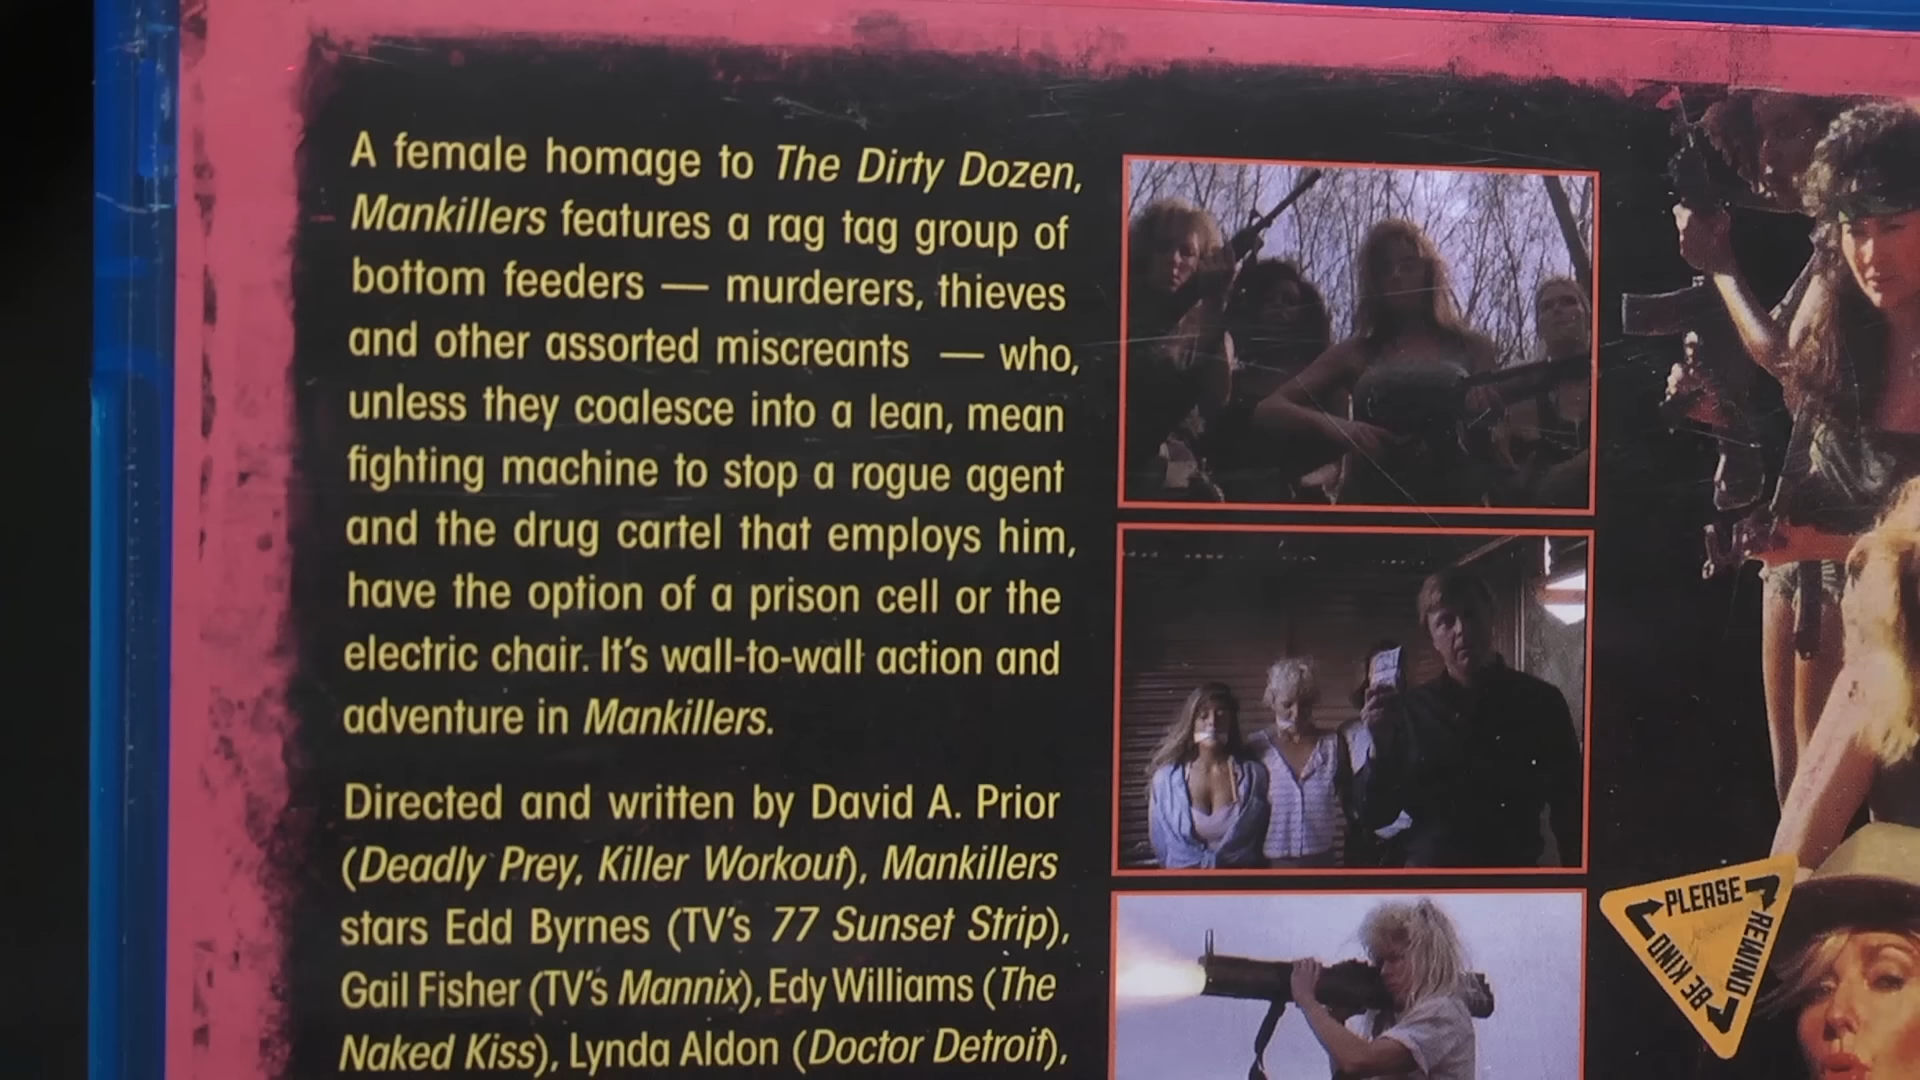 A female homage to The Dirty Dozen,
Mankillers features a rag tag group of
bottom feeders — murderers, thieves
and other assorted miscreants — who,
unless they coalesce into a lean, mean
fighting machine to stop a rogue agent
and the drug cartel that employs him,
have the option of a prison cell or the
electric chair. It's wall-to-wall action and
adventure in Mankillers.
Directed and written by David A. Prior
(Deadly Prey, Killer Workout), Mankillers
stars Edd Byrnes (TV's 77 Sunset Strip),
Gail Fisher (TV's Mannix), Edy Williams (The
Naked Kiss), Lynda Aldon (Doctor Detroit),
PLEASE
BE KIND
REWIND